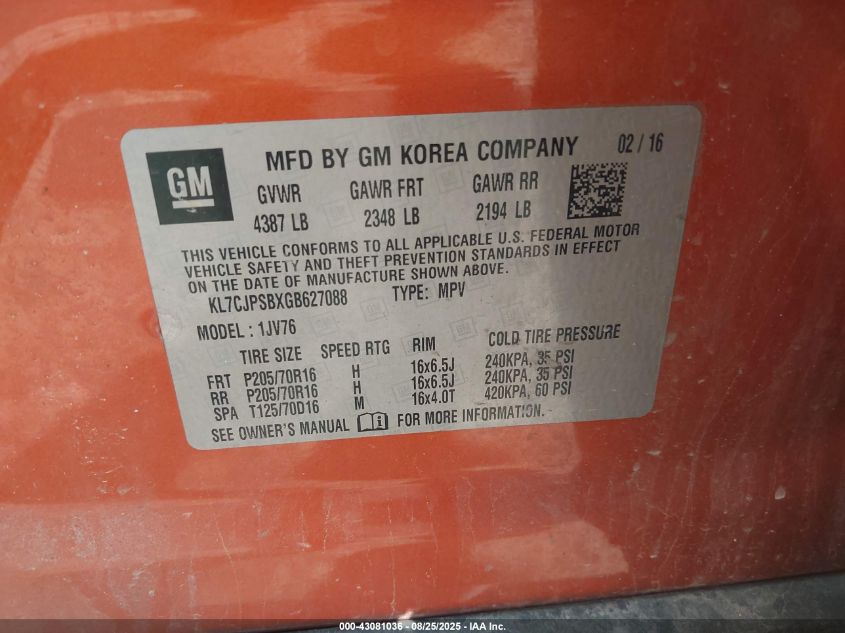 GM
MFD BY GM KOREA COMPANY 02 / 16
GVWR GAWR FRT GAWR RR
4387 LB 2348 LB 2194 LB
THIS VEHICLE CONFORMS TO ALL APPLICABLE U.S. FEDERAL MOTOR
VEHICLE SAFETY AND THEFT PREVENTION STANDARDS IN EFFECT
ON THE DATE OF MANUFACTURE SHOWN ABOVE.
KL7CJPSBXGB627088 TYPE: MPV
MODEL : 1JV76
TIRE SIZE SPEED RTG RIM COLD TIRE PRESSURE
FRT P205/70R16 H 16x6.5J 240KPA, 35 PSI
RR P205/70R16 H 16x6.5J 240KPA, 35 PSI
SPA T125/70D16 M 16x4.0T 420KPA, 60 PSI
SEE OWNER'S MANUAL i FOR MORE INFORMATION.
000-43081036 - 08/25/2025 - IAA Inc.